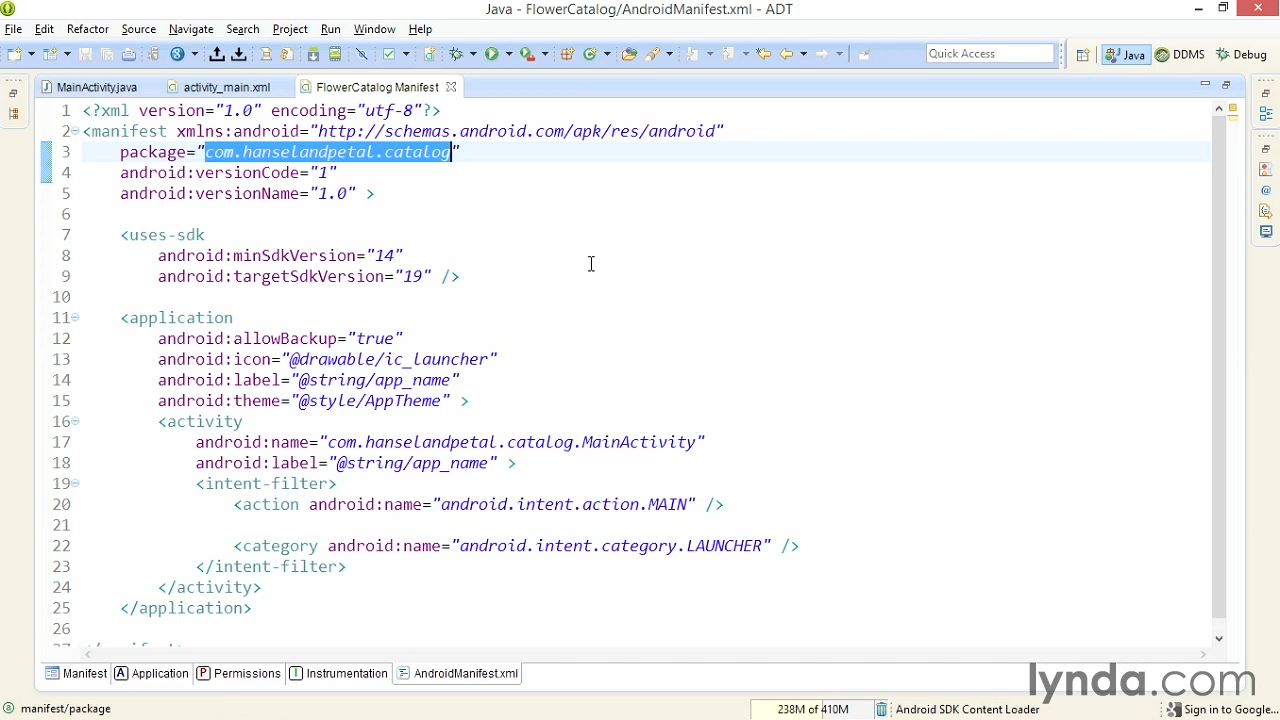 Java - FlowerCatalog/AndroidManifest.xml - ADT
File Edit Refactor Source Navigate Search Project Run Window Help
Quick Access
Java DDMS Debug
MainActivity.java activity_main.xml FlowerCatalog Manifest
1 <?xml version="1.0" encoding="utf-8"?>
2 <manifest xmlns:android="http://schemas.android.com/apk/res/android"
3 package="com.hanselandpetal.catalog"
4 android:versionCode="1"
5 android:versionName="1.0" >
6
7 <uses-sdk
8 android:minSdkVersion="14"
9 android:targetSdkVersion="19" />
10
11 <application
12 android:allowBackup="true"
13 android:icon="@drawable/ic_launcher"
14 android:label="@string/app_name"
15 android:theme="@style/AppTheme" >
16 <activity
17 android:name="com.hanselandpetal.catalog.MainActivity"
18 android:label="@string/app_name" >
19 <intent-filter>
20 <action android:name="android.intent.action.MAIN" />
21
22 <category android:name="android.intent.category.LAUNCHER" />
23 </intent-filter>
24 </activity>
25 </application>
26
Manifest Application Permissions Instrumentation AndroidManifest.xml
lynda.com
manifest/package 238M of 410M Android SDK Content Loader Sign in to Google...